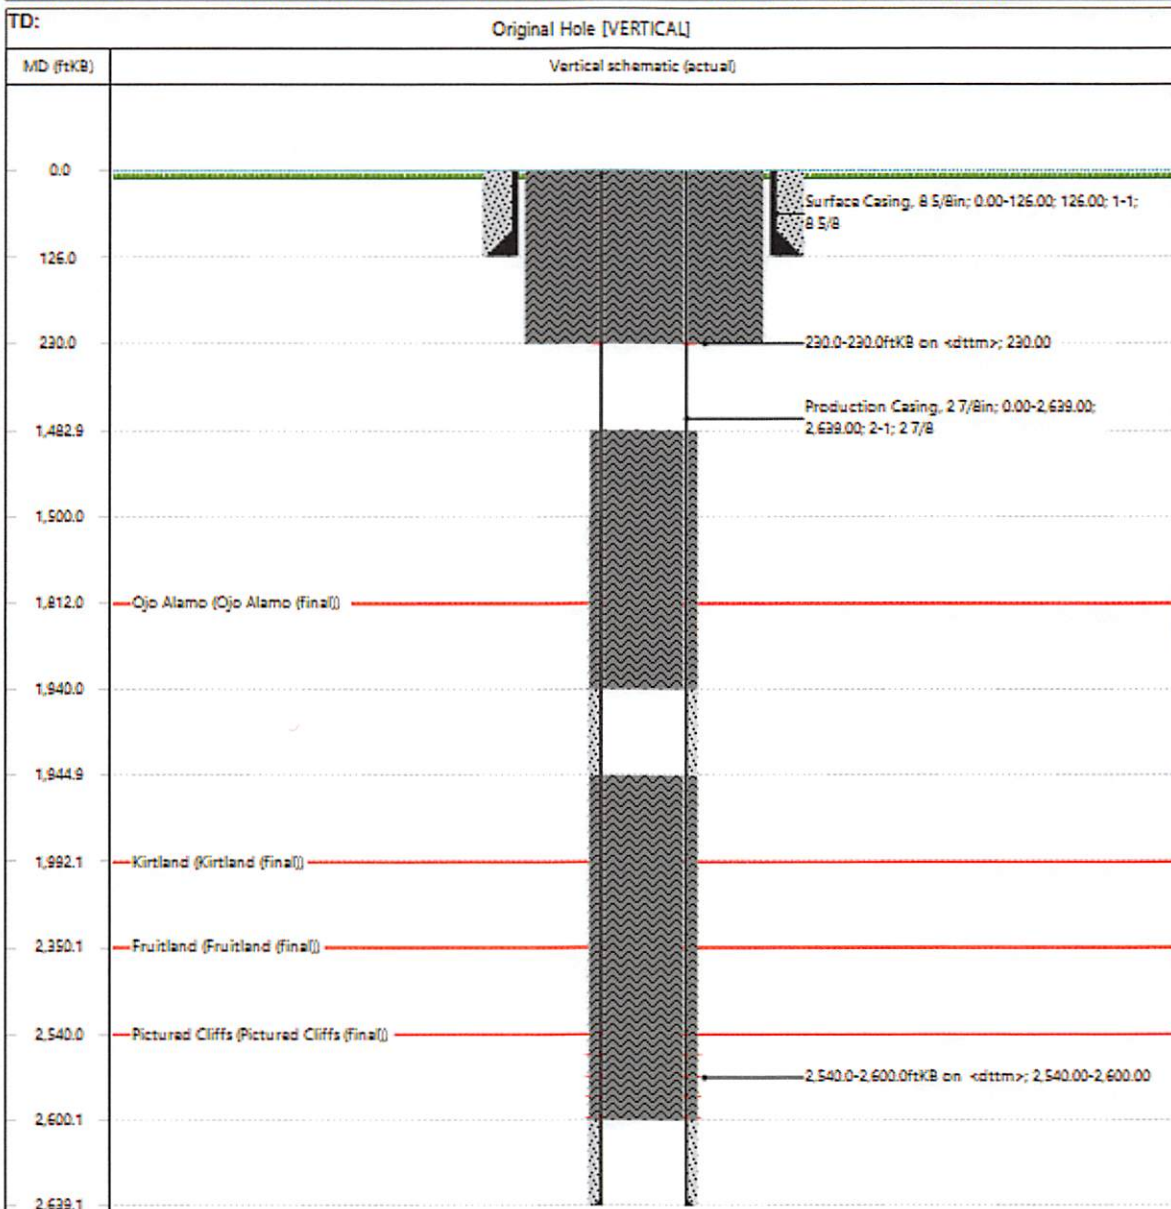 TD:
Original Hole [VERTICAL]
MD (ftKB)
Vertical schematic (actual)
0.0
Surface Casing, 8 5/8in; 0.00-126.00; 126.00; 1-1;
8 5/8
126.0
230.0
230.0-230.0ftKB on <dttm>; 230.00
Production Casing, 2 7/8in; 0.00-2,639.00;
2,639.00; 2-1; 2 7/8
1,482.9
1,500.0
1,812.0
Ojo Alamo (Ojo Alamo (final))
1,940.0
1,944.9
1,992.1
Kirtland (Kirtland (final))
2,350.1
Fruitland (Fruitland (final))
2,540.0
Pictured Cliffs (Pictured Cliffs (final))
2,540.0-2,600.0ftKB on <dttm>; 2,540.00-2,600.00
2,600.1
2,639.1